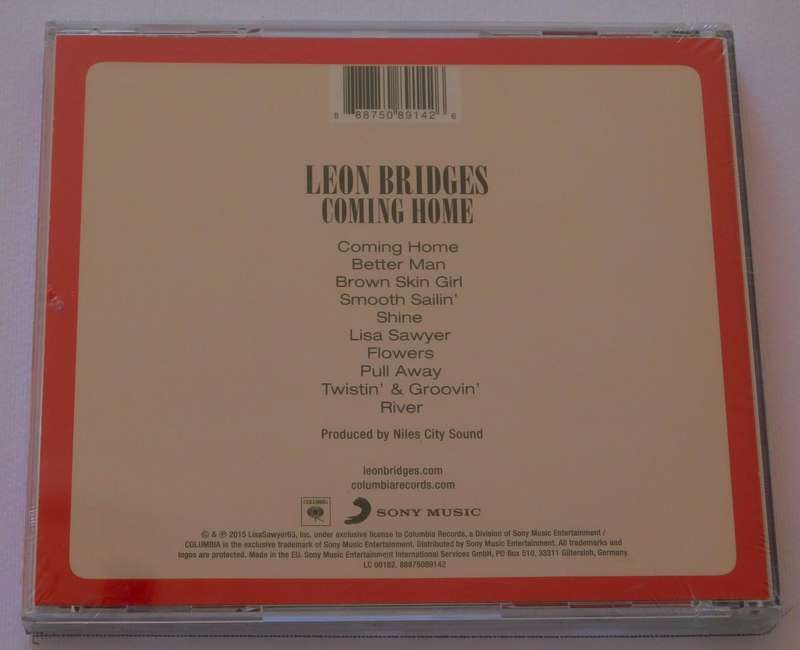 8 88750 89142 6
LEON BRIDGES
COMING HOME
Coming Home
Better Man
Brown Skin Girl
Smooth Sailin'
Shine
Lisa Sawyer
Flowers
Pull Away
Twistin' & Groovin'
River
Produced by Niles City Sound
leonbridges.com
columbiarecords.com
COLUMBIA
SONY MUSIC
© & ℗ 2015 LisaSawyer63, Inc. under exclusive license to Columbia Records, a Division of Sony Music Entertainment /
COLUMBIA is the exclusive trademark of Sony Music Entertainment. Distributed by Sony Music Entertainment. All trademarks and
logos are protected. Made in the EU. Sony Music Entertainment International Services GmbH, PO Box 510, 33311 Gütersloh, Germany.
LC 00162, 88875089142